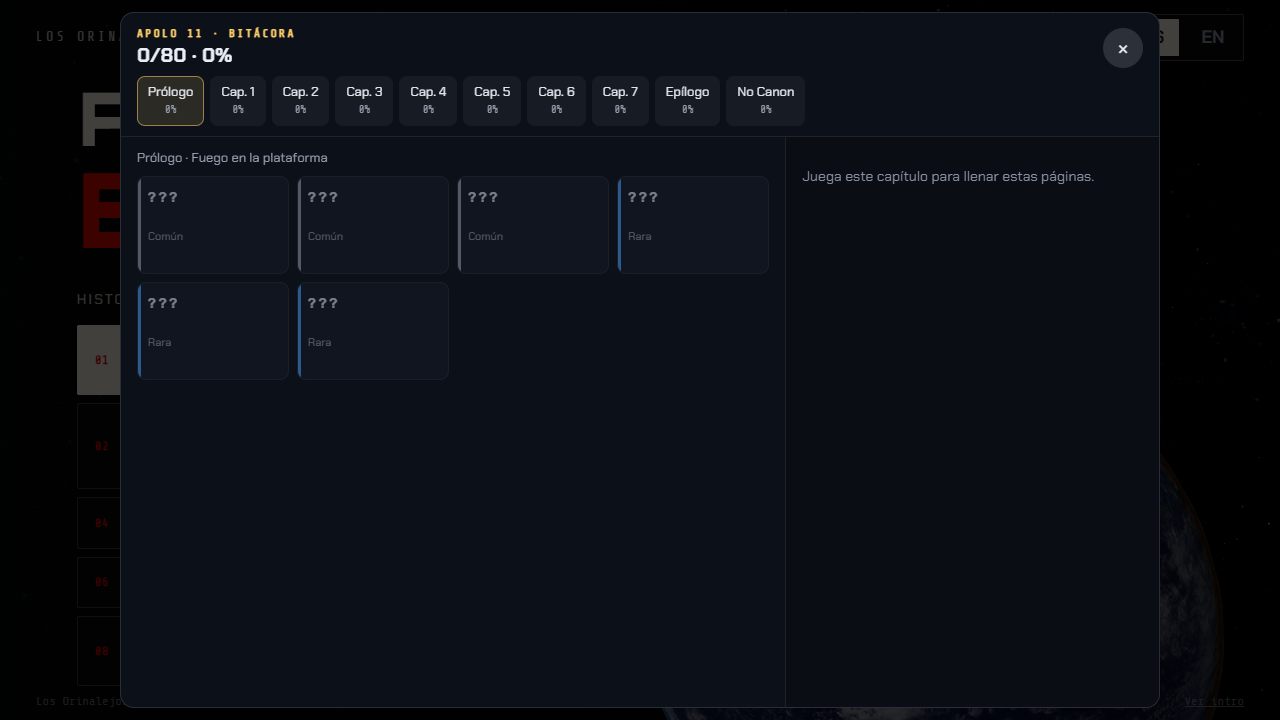 APOLO 11 · BITÁCORA
0/80 · 0%
×
EN
Prólogo
0%
Cap. 1
0%
Cap. 2
0%
Cap. 3
0%
Cap. 4
0%
Cap. 5
0%
Cap. 6
0%
Cap. 7
0%
Epílogo
0%
No Canon
0%
Prólogo · Fuego en la plataforma
Juega este capítulo para llenar estas páginas.
???
Común
???
Común
???
Común
???
Rara
???
Rara
???
Rara
01
02
04
06
08
Ver intro